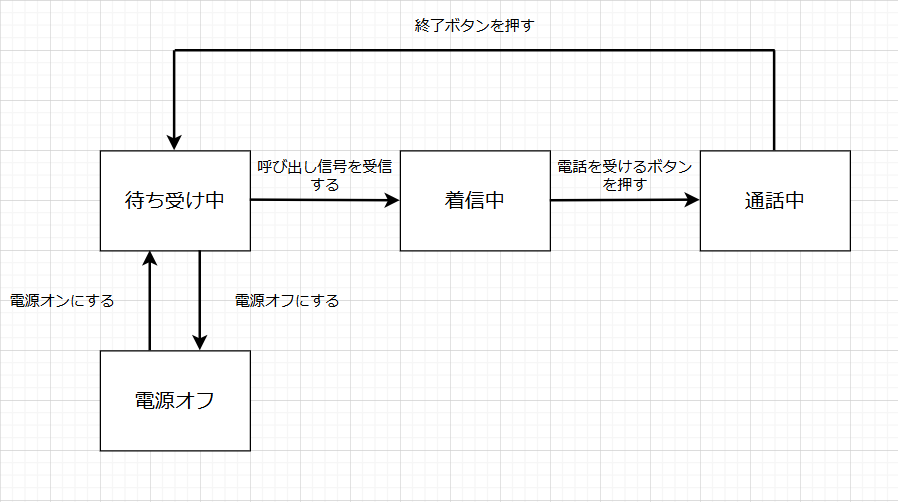 終了ボタンを押す
呼び出し信号を受信
する
電話を受けるボタン
を押す
待ち受け中
着信中
通話中
電源オンにする
電源オフにする
電源オフ